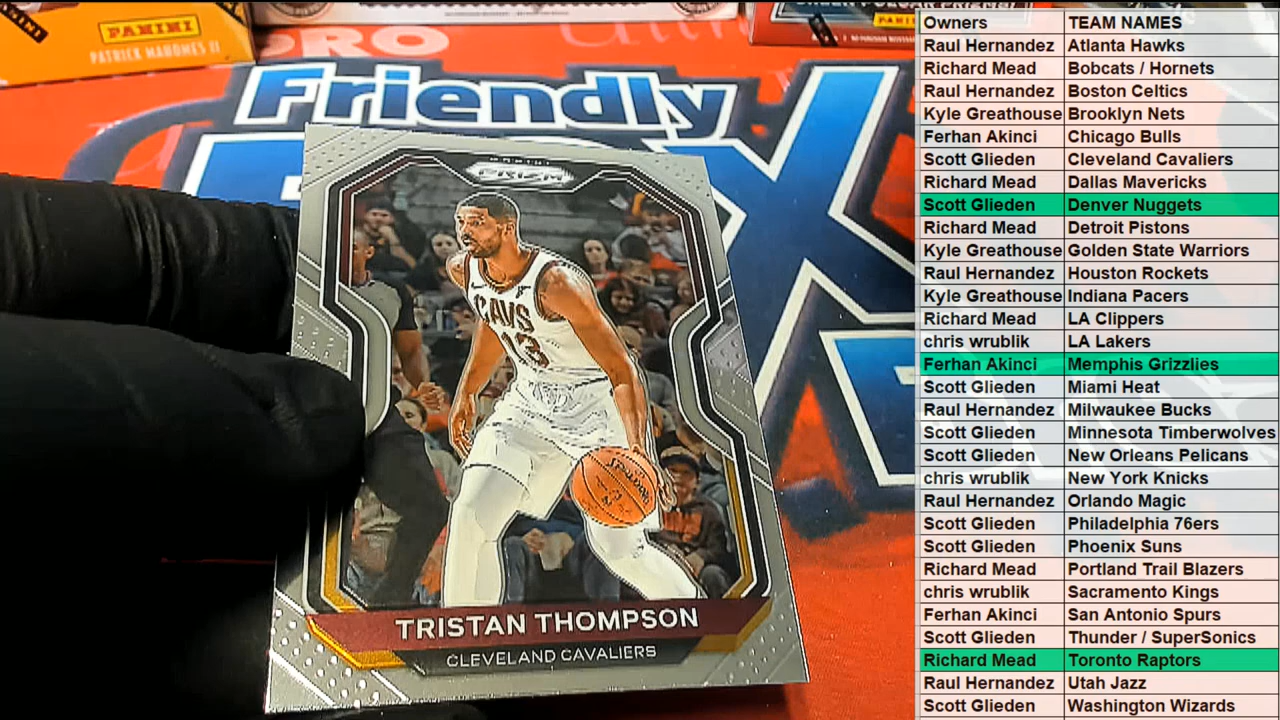 PANINI
PATRICK MAHOMES II
PRO
PANINI
Friendly
PRIZM
CAVS
13
SPALDING
TRISTAN THOMPSON
CLEVELAND CAVALIERS
Owners TEAM NAMES
Raul Hernandez Atlanta Hawks
Richard Mead Bobcats / Hornets
Raul Hernandez Boston Celtics
Kyle Greathouse Brooklyn Nets
Ferhan Akinci Chicago Bulls
Scott Glieden Cleveland Cavaliers
Richard Mead Dallas Mavericks
Scott Glieden Denver Nuggets
Richard Mead Detroit Pistons
Kyle Greathouse Golden State Warriors
Raul Hernandez Houston Rockets
Kyle Greathouse Indiana Pacers
Richard Mead LA Clippers
chris wrublik LA Lakers
Ferhan Akinci Memphis Grizzlies
Scott Glieden Miami Heat
Raul Hernandez Milwaukee Bucks
Scott Glieden Minnesota Timberwolves
Scott Glieden New Orleans Pelicans
chris wrublik New York Knicks
Raul Hernandez Orlando Magic
Scott Glieden Philadelphia 76ers
Scott Glieden Phoenix Suns
Richard Mead Portland Trail Blazers
chris wrublik Sacramento Kings
Ferhan Akinci San Antonio Spurs
Scott Glieden Thunder / SuperSonics
Richard Mead Toronto Raptors
Raul Hernandez Utah Jazz
Scott Glieden Washington Wizards